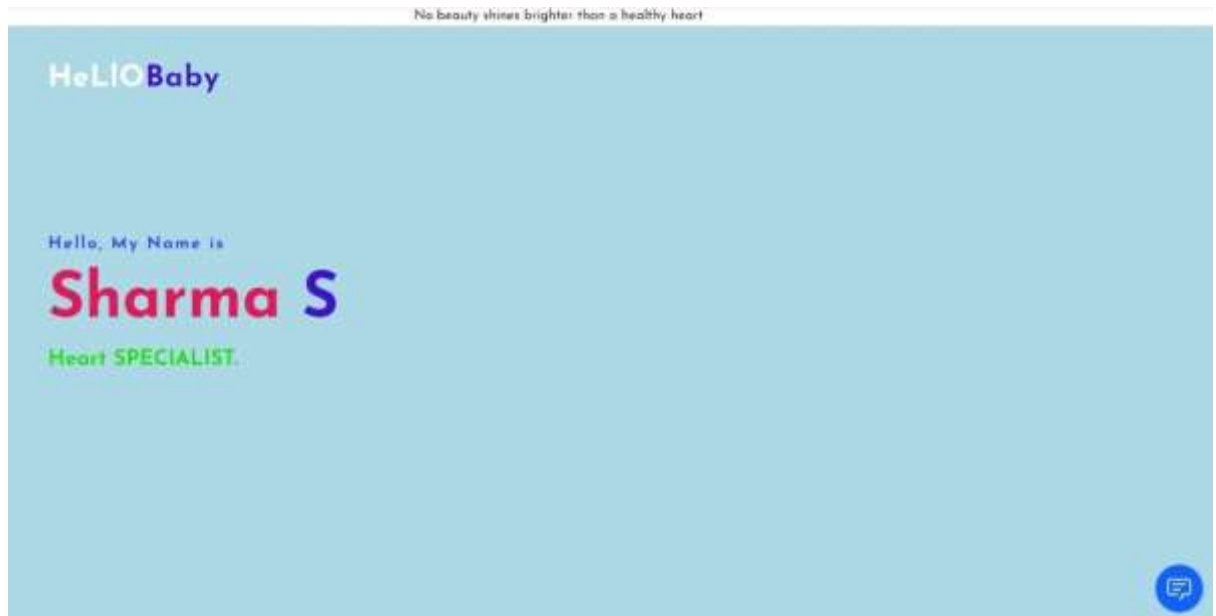 No beauty shines brighter than a healthy heart
HeLlOBaby
Hello, My Name is
Sharma S
Heart SPECIALIST.